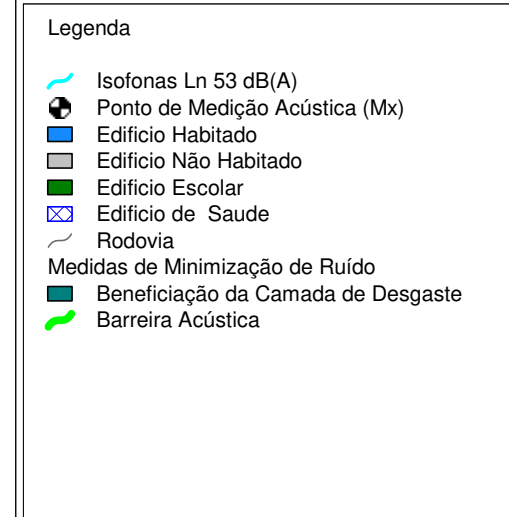 Legenda
Isofonas Ln 53 dB(A)
Ponto de Medição Acústica (Mx)
Edificio Habitado
Edificio Não Habitado
Edificio Escolar
Edificio de Saude
Rodovia
Medidas de Minimização de Ruído
Beneficiação da Camada de Desgaste
Barreira Acústica